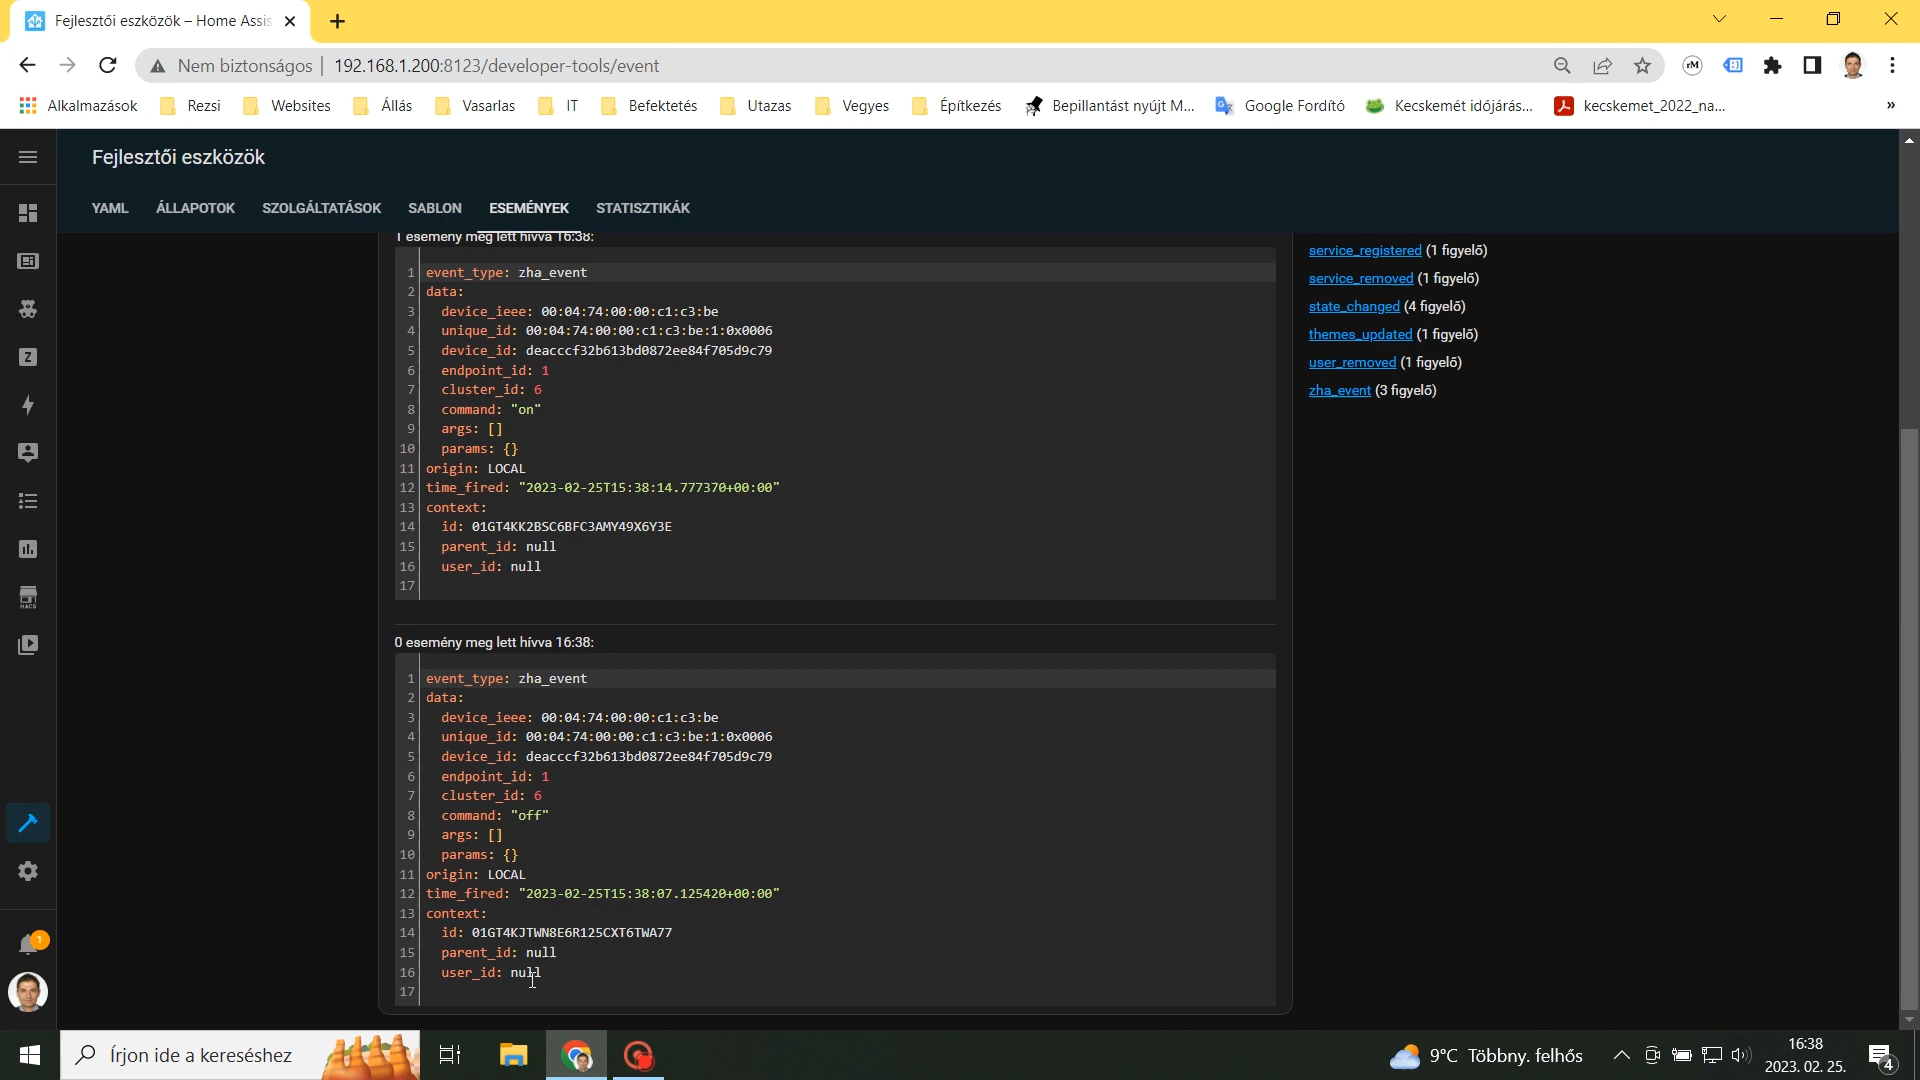 Fejlesztői eszközök – Home Assis
Nem biztonságos | 192.168.1.200:8123/developer-tools/event
Alkalmazások Rezsi Websites Állás Vasarlas IT Befektetés Utazas Vegyes Építkezés Bepillantást nyújt M... Google Fordító Kecskemét időjárás... kecskemet_2022_na... »
Fejlesztői eszközök
YAML ÁLLAPOTOK SZOLGÁLTATÁSOK SABLON ESEMÉNYEK STATISZTIKÁK
1 esemény meg lett hívva 16:38:
1 event_type: zha_event
2 data:
3 device_ieee: 00:04:74:00:00:c1:c3:be
4 unique_id: 00:04:74:00:00:c1:c3:be:1:0x0006
5 device_id: deacccf32b613bd0872ee84f705d9c79
6 endpoint_id: 1
7 cluster_id: 6
8 command: "on"
9 args: []
10 params: {}
11 origin: LOCAL
12 time_fired: "2023-02-25T15:38:14.777370+00:00"
13 context:
14 id: 01GT4KK2BSC6BFC3AMY49X6Y3E
15 parent_id: null
16 user_id: null
17
0 esemény meg lett hívva 16:38:
1 event_type: zha_event
2 data:
3 device_ieee: 00:04:74:00:00:c1:c3:be
4 unique_id: 00:04:74:00:00:c1:c3:be:1:0x0006
5 device_id: deacccf32b613bd0872ee84f705d9c79
6 endpoint_id: 1
7 cluster_id: 6
8 command: "off"
9 args: []
10 params: {}
11 origin: LOCAL
12 time_fired: "2023-02-25T15:38:07.125420+00:00"
13 context:
14 id: 01GT4KJTWN8E6R125CXT6TWA77
15 parent_id: null
16 user_id: null
17
service_registered (1 figyelő)
service_removed (1 figyelő)
state_changed (4 figyelő)
themes_updated (1 figyelő)
user_removed (1 figyelő)
zha_event (3 figyelő)
Z
HACS
1
Írjon ide a kereséshez
9°C Többny. felhős
16:38
2023. 02. 25.
4
rM